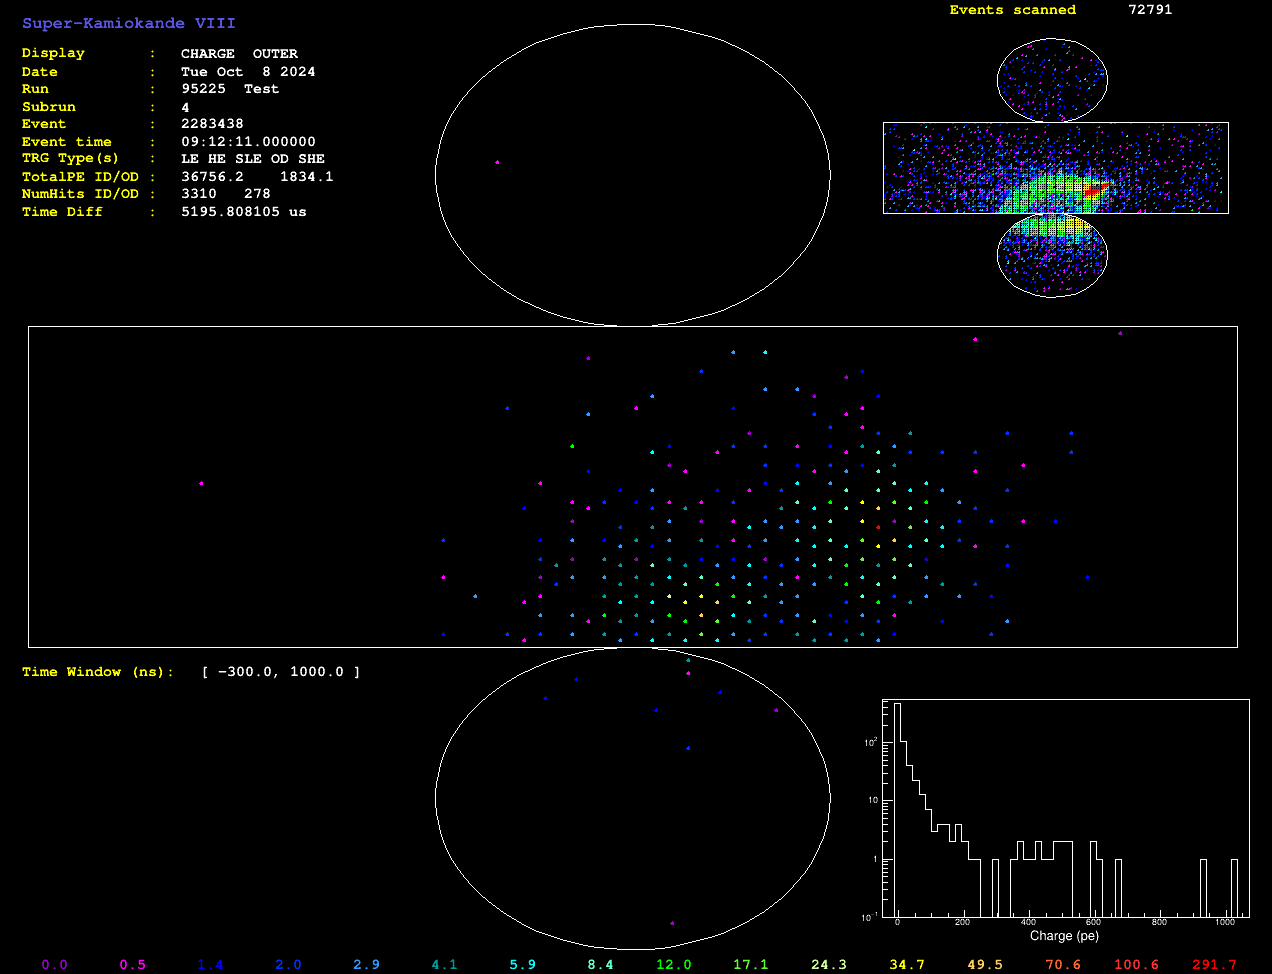 Super-Kamiokande VIII
Events scanned 72791
Display : CHARGE OUTER
Date : Tue Oct 8 2024
Run : 95225 Test
Subrun : 4
Event : 2283438
Event time : 09:12:11.000000
TRG Type(s) : LE HE SLE OD SHE
TotalPE ID/OD : 36756.2 1834.1
NumHits ID/OD : 3310 278
Time Diff : 5195.808105 us
Time Window (ns): [ -300.0, 1000.0 ]
10²
10
1
10⁻¹
0 200 400 600 800 1000
Charge (pe)
0.0 0.5 1.4 2.0 2.9 4.1 5.9 8.4 12.0 17.1 24.3 34.7 49.5 70.6 100.6 291.7